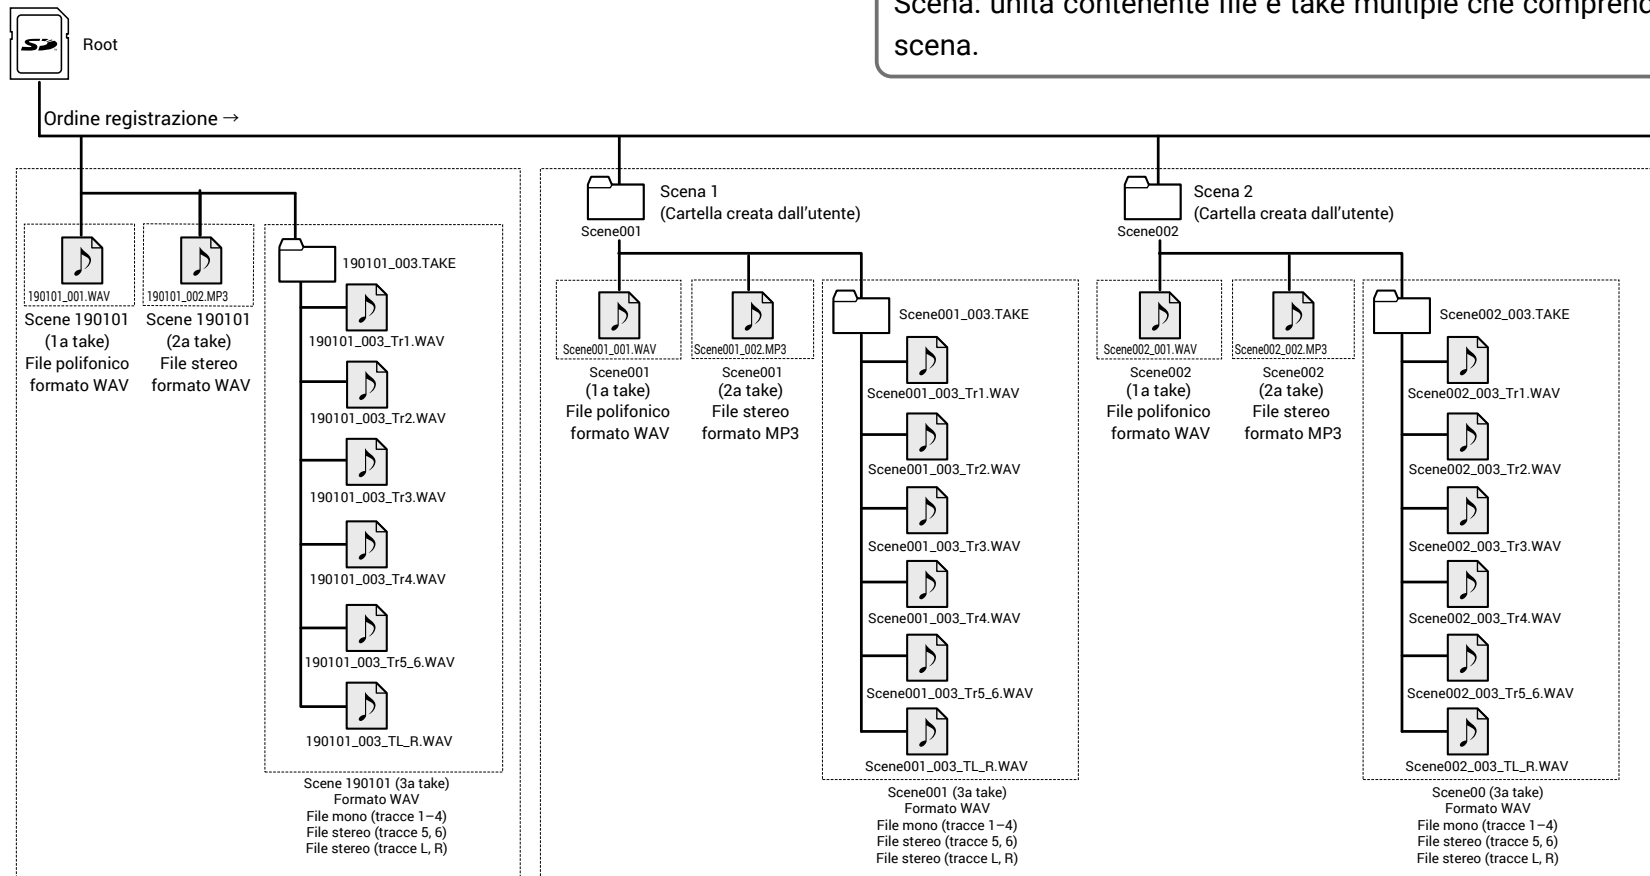 Scena: unità contenente file e take multiple che comprend
scena.
Root
Ordine registrazione →
190101_001.WAV
Scene 190101
(1a take)
File polifonico
formato WAV
190101_002.MP3
Scene 190101
(2a take)
File stereo
formato WAV
190101_003.TAKE
190101_003_Tr1.WAV
190101_003_Tr2.WAV
190101_003_Tr3.WAV
190101_003_Tr4.WAV
190101_003_Tr5_6.WAV
190101_003_TL_R.WAV
Scene 190101 (3a take)
Formato WAV
File mono (tracce 1–4)
File stereo (tracce 5, 6)
File stereo (tracce L, R)
Scena 1
(Cartella creata dall'utente)
Scene001
Scene001_001.WAV
Scene001
(1a take)
File polifonico
formato WAV
Scene001_002.MP3
Scene001
(2a take)
File stereo
formato MP3
Scene001_003.TAKE
Scene001_003_Tr1.WAV
Scene001_003_Tr2.WAV
Scene001_003_Tr3.WAV
Scene001_003_Tr4.WAV
Scene001_003_Tr5_6.WAV
Scene001_003_TL_R.WAV
Scene001 (3a take)
Formato WAV
File mono (tracce 1–4)
File stereo (tracce 5, 6)
File stereo (tracce L, R)
Scena 2
(Cartella creata dall'utente)
Scene002
Scene002_001.WAV
Scene002
(1a take)
File polifonico
formato WAV
Scene002_002.MP3
Scene002
(2a take)
File stereo
formato MP3
Scene002_003.TAKE
Scene002_003_Tr1.WAV
Scene002_003_Tr2.WAV
Scene002_003_Tr3.WAV
Scene002_003_Tr4.WAV
Scene002_003_Tr5_6.WAV
Scene002_003_TL_R.WAV
Scene00 (3a take)
Formato WAV
File mono (tracce 1–4)
File stereo (tracce 5, 6)
File stereo (tracce L, R)